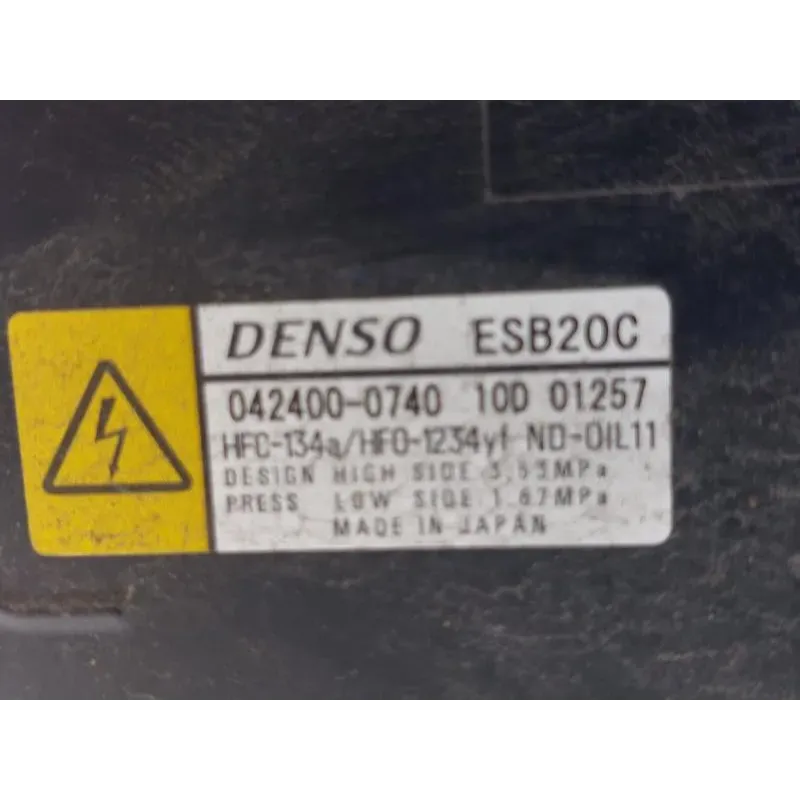 DENSO ESB20C
042400-0740 10D 01257
HFC-134a/HFO-1234yf ND-OIL11
DESIGN HIGH SIDE 3.53MPa
PRESS LOW SIDE 1.67MPa
MADE IN JAPAN